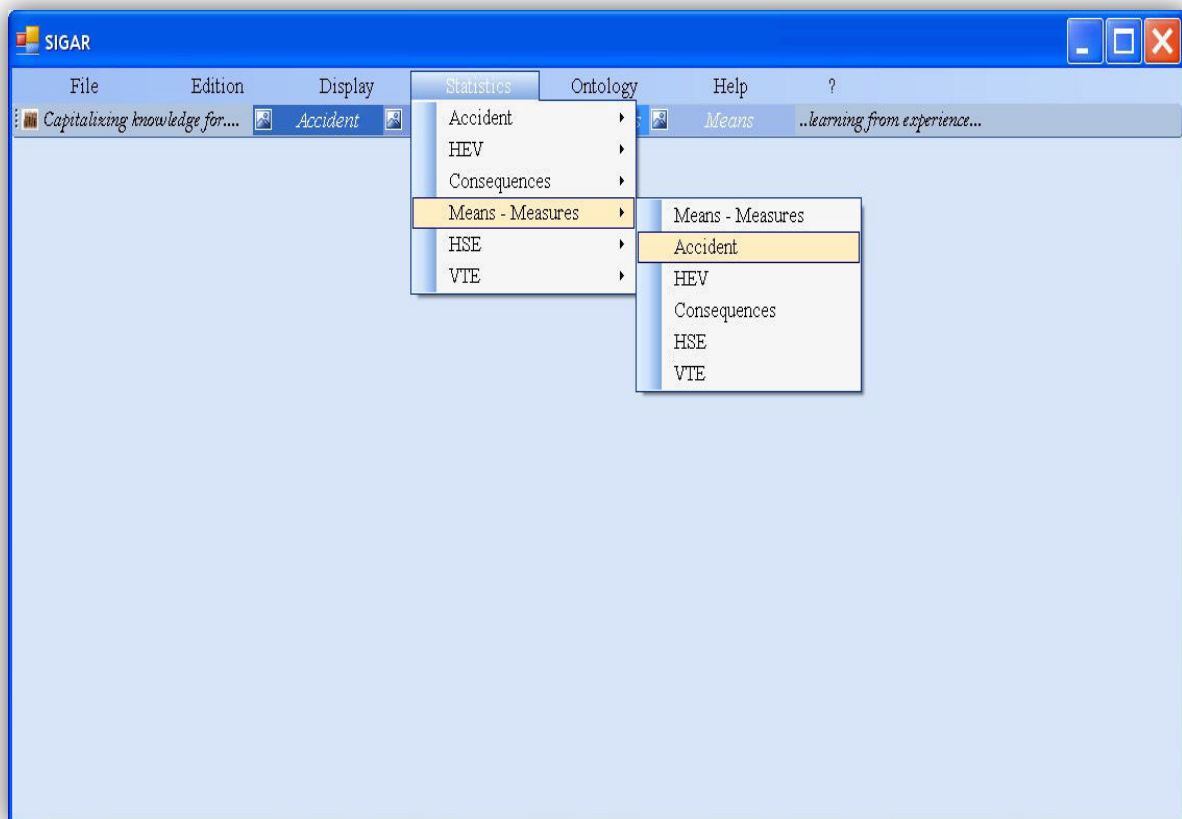 SIGAR
File Edition Display Statistics Ontology Help ?
Capitalizing knowledge for.... Accident Means ..learning from experience...
Accident
HEV
Consequences
Means - Measures
HSE
VTE
Means - Measures
Accident
HEV
Consequences
HSE
VTE